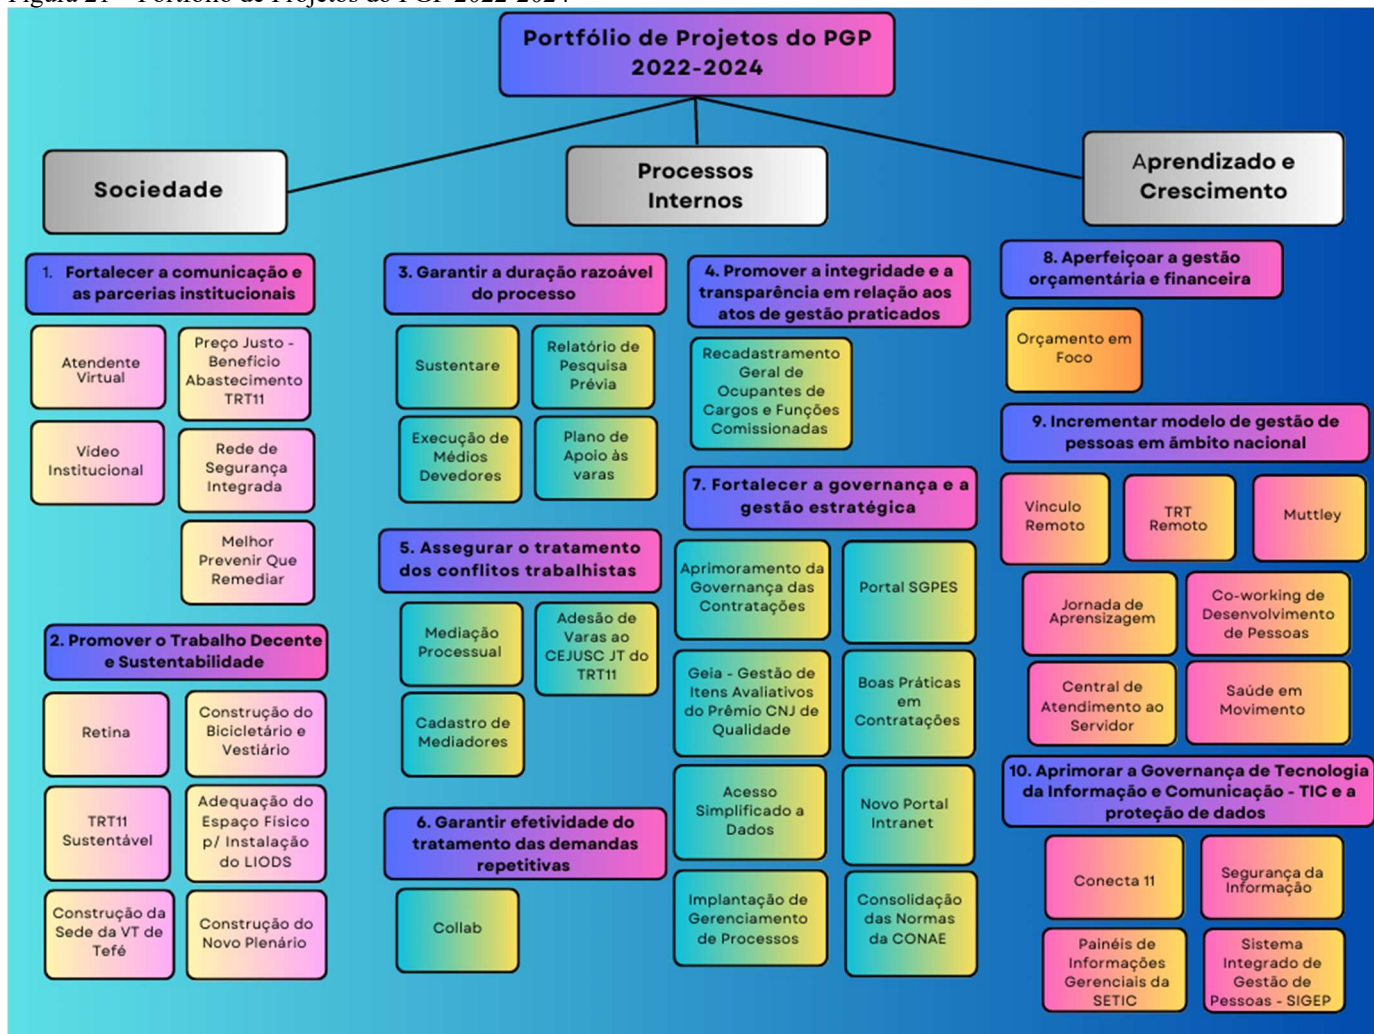 Figura 21 – Portfólio de Projetos do PGP 2022-2024
Portfólio de Projetos do PGP
2022-2024
Sociedade
Processos
Internos
Aprendizado e
Crescimento
1. Fortalecer a comunicação e
as parcerias institucionais
Atendente
Virtual
Preço Justo -
Benefício
Abastecimento
TRT11
Vídeo
Institucional
Rede de
Segurança
Integrada
Melhor
Prevenir Que
Remediar
2. Promover o Trabalho Decente
e Sustentabilidade
Retina
Construção do
Bicicletário e
Vestiário
TRT11
Sustentável
Adequação do
Espaço Físico
p/ Instalação
do LIODS
Construção da
Sede da VT de
Tefé
Construção do
Novo Plenário
3. Garantir a duração razoável
do processo
Sustentare
Relatório de
Pesquisa
Prévia
Execução de
Médios
Devedores
Plano de
Apoio às
varas
4. Promover a integridade e a
transparência em relação aos
atos de gestão praticados
Recadastramento
Geral de
Ocupantes de
Cargos e Funções
Comissionadas
5. Assegurar o tratamento
dos conflitos trabalhistas
Mediação
Processual
Adesão de
Varas ao
CEJUSC JT do
TRT11
Cadastro de
Mediadores
6. Garantir efetividade do
tratamento das demandas
repetitivas
Collab
7. Fortalecer a governança e a
gestão estratégica
Aprimoramento da
Governança das
Contratações
Portal SGPES
Geia - Gestão de
Itens Avaliativos
do Prêmio CNJ de
Qualidade
Boas Práticas
em
Contratações
Acesso
Simplificado a
Dados
Novo Portal
Intranet
Implantação de
Gerenciamento
de Processos
Consolidação
das Normas
da CONAE
8. Aperfeiçoar a gestão
orçamentária e financeira
Orçamento em
Foco
9. Incrementar modelo de gestão de
pessoas em âmbito nacional
Vínculo
Remoto
TRT
Remoto
Muttley
Jornada de
Aprensizagem
Co-working de
Desenvolvimento
de Pessoas
Central de
Atendimento ao
Servidor
Saúde em
Movimento
10. Aprimorar a Governança de Tecnologia
da Informação e Comunicação - TIC e a
proteção de dados
Conecta 11
Segurança da
Informação
Painéis de
Informações
Gerenciais da
SETIC
Sistema
Integrado de
Gestão de
Pessoas - SIGEP